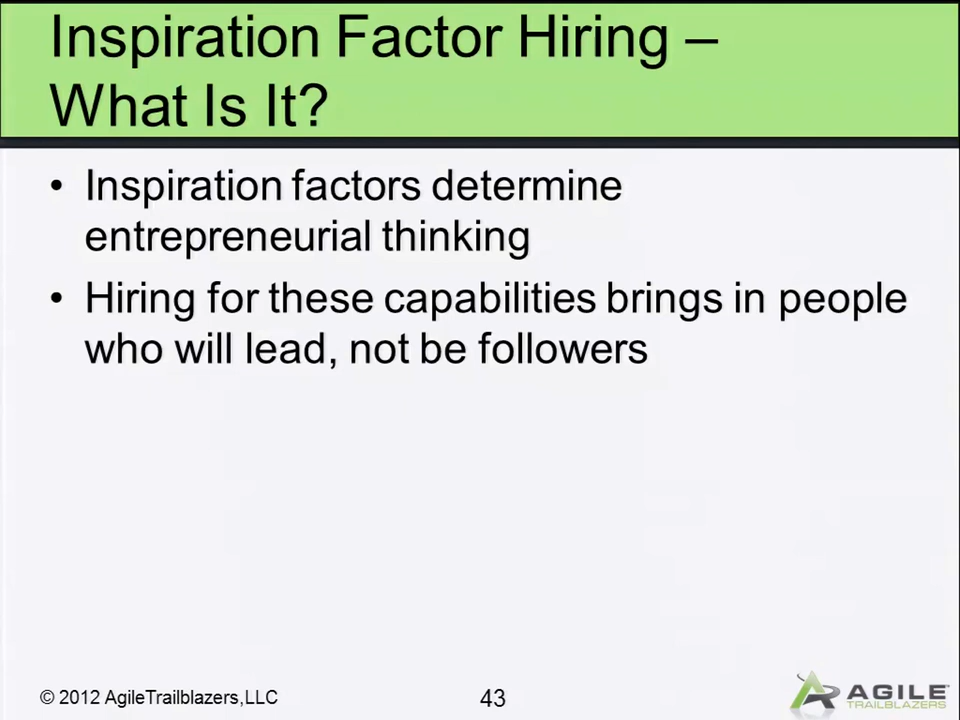 Inspiration Factor Hiring –
What Is It?
• Inspiration factors determine
entrepreneurial thinking
• Hiring for these capabilities brings in people
who will lead, not be followers
© 2012 AgileTrailblazers,LLC
43
AGILE
TRAILBLAZERS